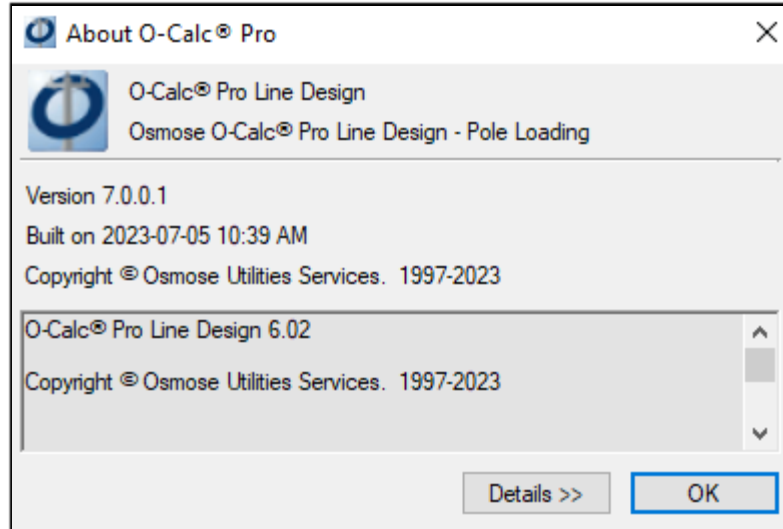 About O-Calc® Pro
O-Calc® Pro Line Design
Osmose O-Calc® Pro Line Design - Pole Loading
Version 7.0.0.1
Built on 2023-07-05 10:39 AM
Copyright © Osmose Utilities Services.  1997-2023
O-Calc® Pro Line Design 6.02
Copyright © Osmose Utilities Services.  1997-2023
Details >>
OK